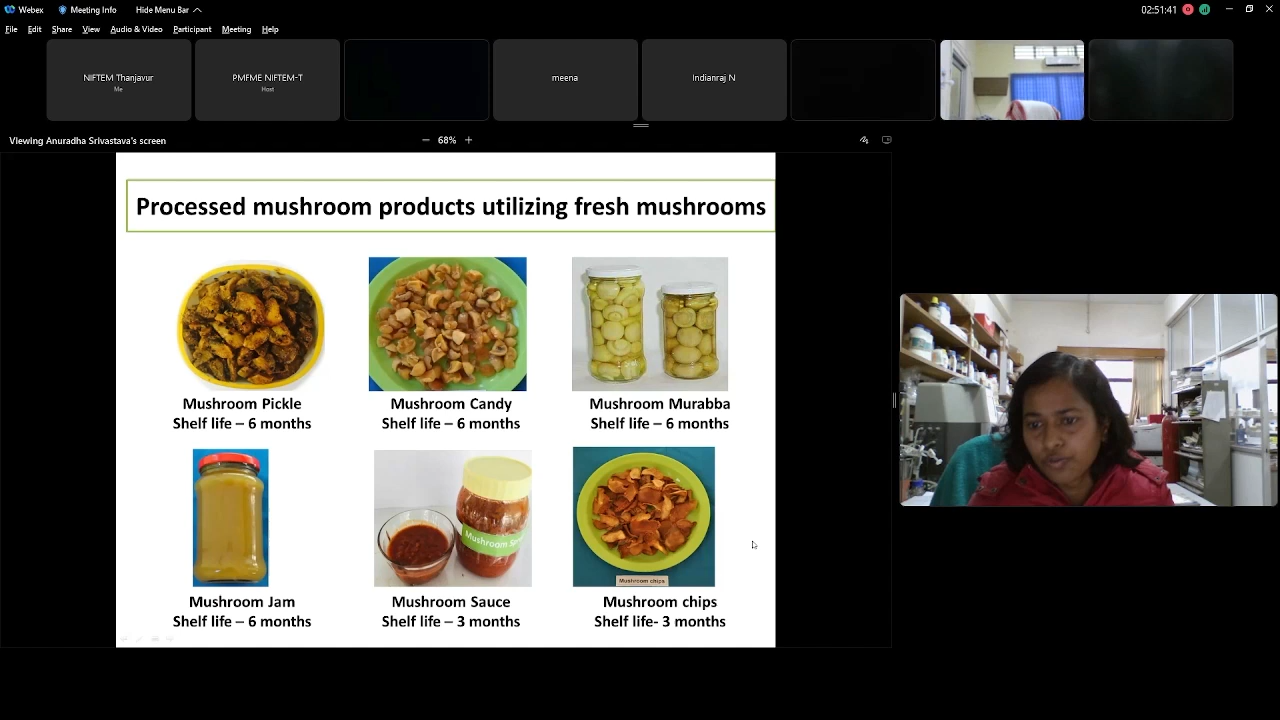 Webex
Meeting Info
Hide Menu Bar
02:51:41
File Edit Share View Audio & Video Participant Meeting Help
NIFTEM Thanjavur
Me
PMFME NIFTEM-T
Host
meena
Indianraj N
Viewing Anuradha Srivastava's screen
68%
Processed mushroom products utilizing fresh mushrooms
Mushroom Pickle
Shelf life – 6 months
Mushroom Candy
Shelf life – 6 months
Mushroom Murabba
Shelf life – 6 months
Mushroom
Mushroom chips
Mushroom Jam
Shelf life – 6 months
Mushroom Sauce
Shelf life – 3 months
Mushroom chips
Shelf life- 3 months